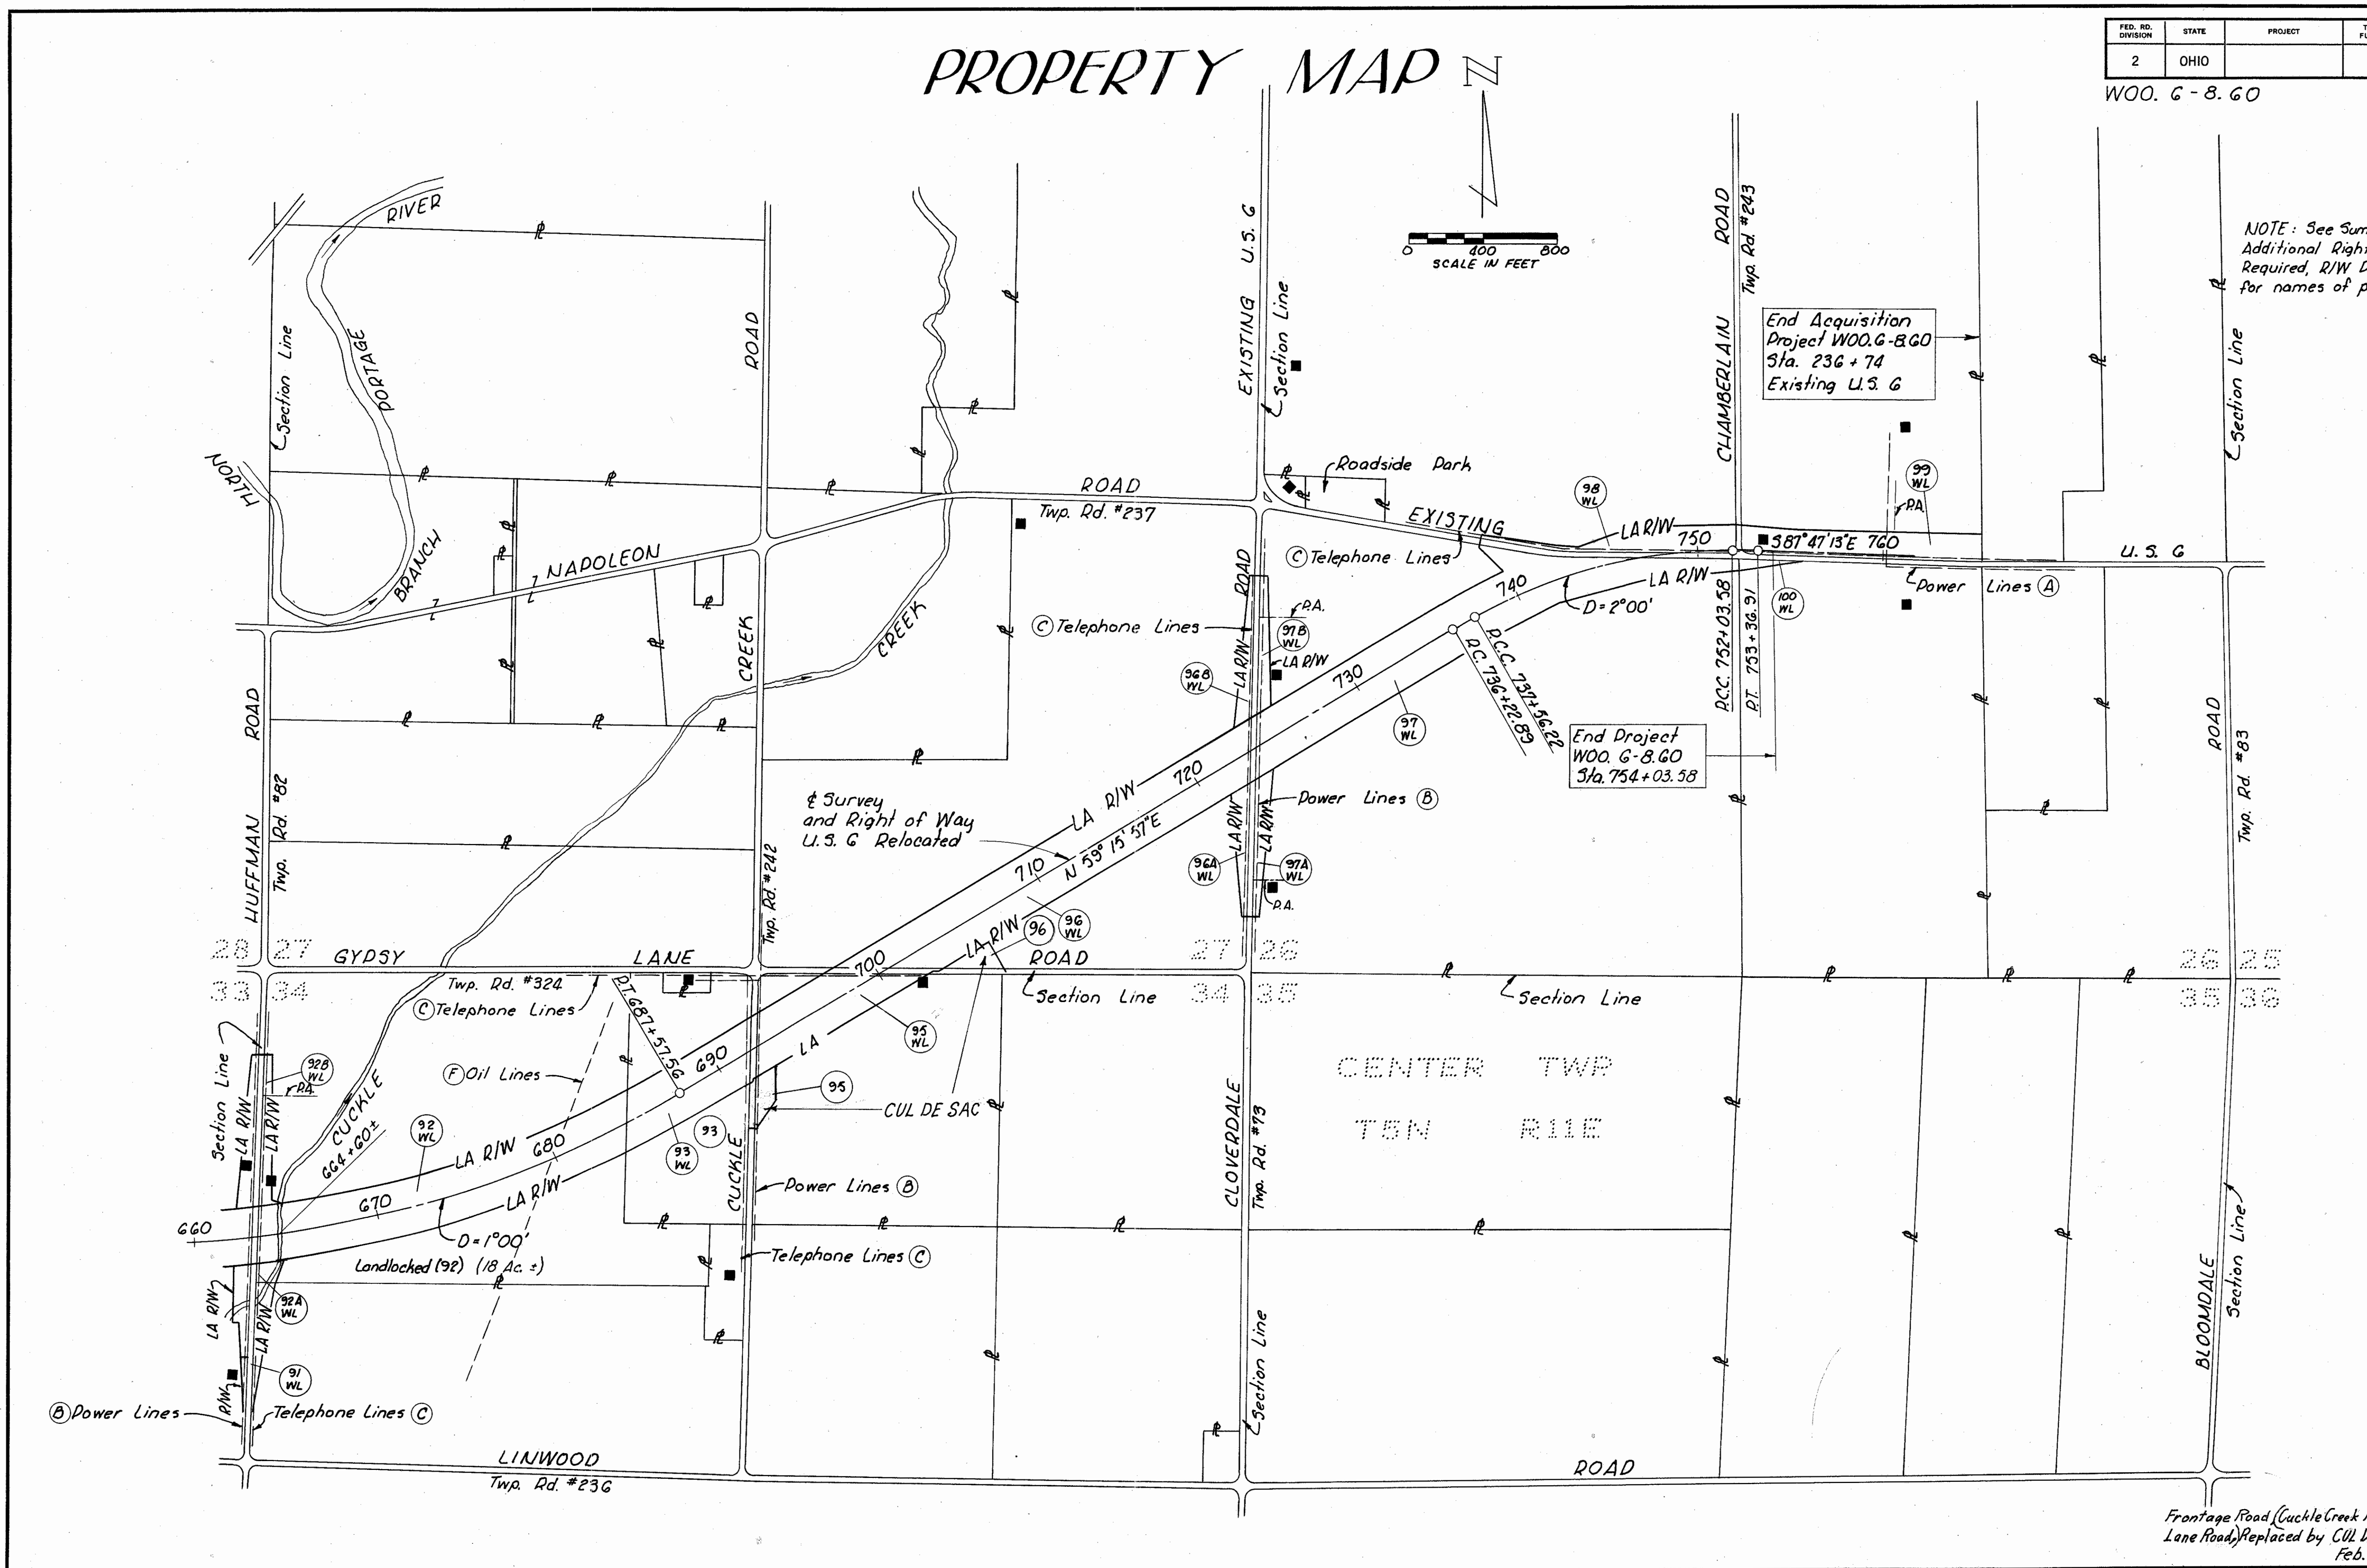 PROPERTY MAP
N
FED. RD. DIVISION
STATE
PROJECT
2
OHIO
WOO. 6 - 8.60
NOTE: See Sum
Additional Right
Required, R/W D
for names of p
0 400 800
SCALE IN FEET
RIVER
PORTAGE
NORTH
BRANCH
Section Line
ROAD
EXISTING U.S. 6
Section Line
CHAMBERLAIN ROAD
Twp. Rd. #243
End Acquisition
Project WOO.6-8.60
Sta. 236 + 74
Existing U.S. 6
Section Line
Roadside Park
ROAD
Twp. Rd. #237
EXISTING
98 WL
LA R/W
750
S87°47'13"E 760
99 WL
P.A.
U.S. 6
NAPOLEON
C Telephone Lines
ROAD
740
LA R/W
D=2°00'
100 WL
Power Lines A
CREEK
CREEK
C Telephone Lines
P.A.
97B WL
LA R/W
LA R/W
96B WL
730
97 WL
P.C.C. 737+56.22
P.C. 736+22.89
P.C.C. 752+03.58
P.T. 753+36.91
End Project
WOO. 6-8.60
Sta. 754+03.58
HUFFMAN ROAD
Twp. Rd. #82
ROAD
Twp. Rd. #83
℄ Survey
and Right of Way
U.S. 6 Relocated
LA R/W
720
Power Lines B
LA R/W
LA R/W
710
N 59° 15' 57"E
96A WL
97A WL
P.A.
Twp. Rd. #242
96 WL
96
LA R/W
28 27
GYPSY LANE ROAD
27 26
26 25
33 34
Twp. Rd. #324
700
Section Line
34 35
Section Line
35 36
C Telephone Lines
P.T. 687+57.56
95 WL
Section Line
92B WL
P.A.
LA R/W
LA R/W
CUCKLE
664+60±
F Oil Lines
690
LA
95
CUL DE SAC
CENTER TWP
T5N R11E
92 WL
LA R/W
680
93
93 WL
CUCKLE
CLOVERDALE
Twp. Rd. #73
670
LA R/W
Power Lines B
660
D=1°00'
Landlocked (92) (18 Ac. ±)
Telephone Lines C
LA R/W
92A WL
LA R/W
91 WL
R/W
B Power Lines
Telephone Lines C
Section Line
BLOOMDALE
Section Line
LINWOOD ROAD
Twp. Rd. #236
Frontage Road (Cuckle Creek
Lane Road,) Replaced by CUL D
Feb.